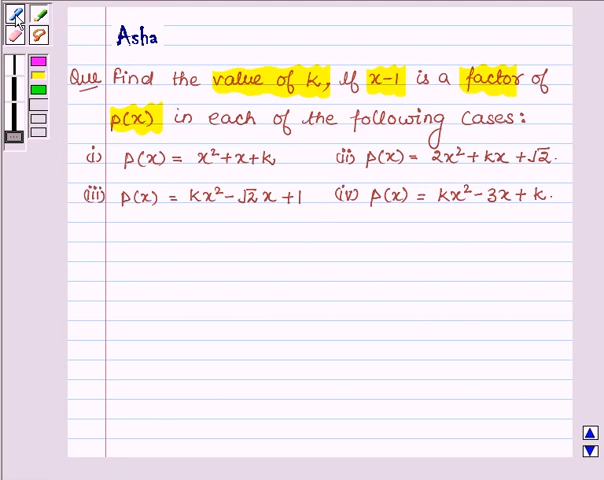 Asha
Que Find the value of k, if x-1 is a factor of
p(x) in each of the following cases:
(i) p(x) = x²+x+k (ii) p(x) = 2x²+kx+√2.
(iii) p(x) = kx²-√2x+1 (iv) p(x) = kx²-3x+k.